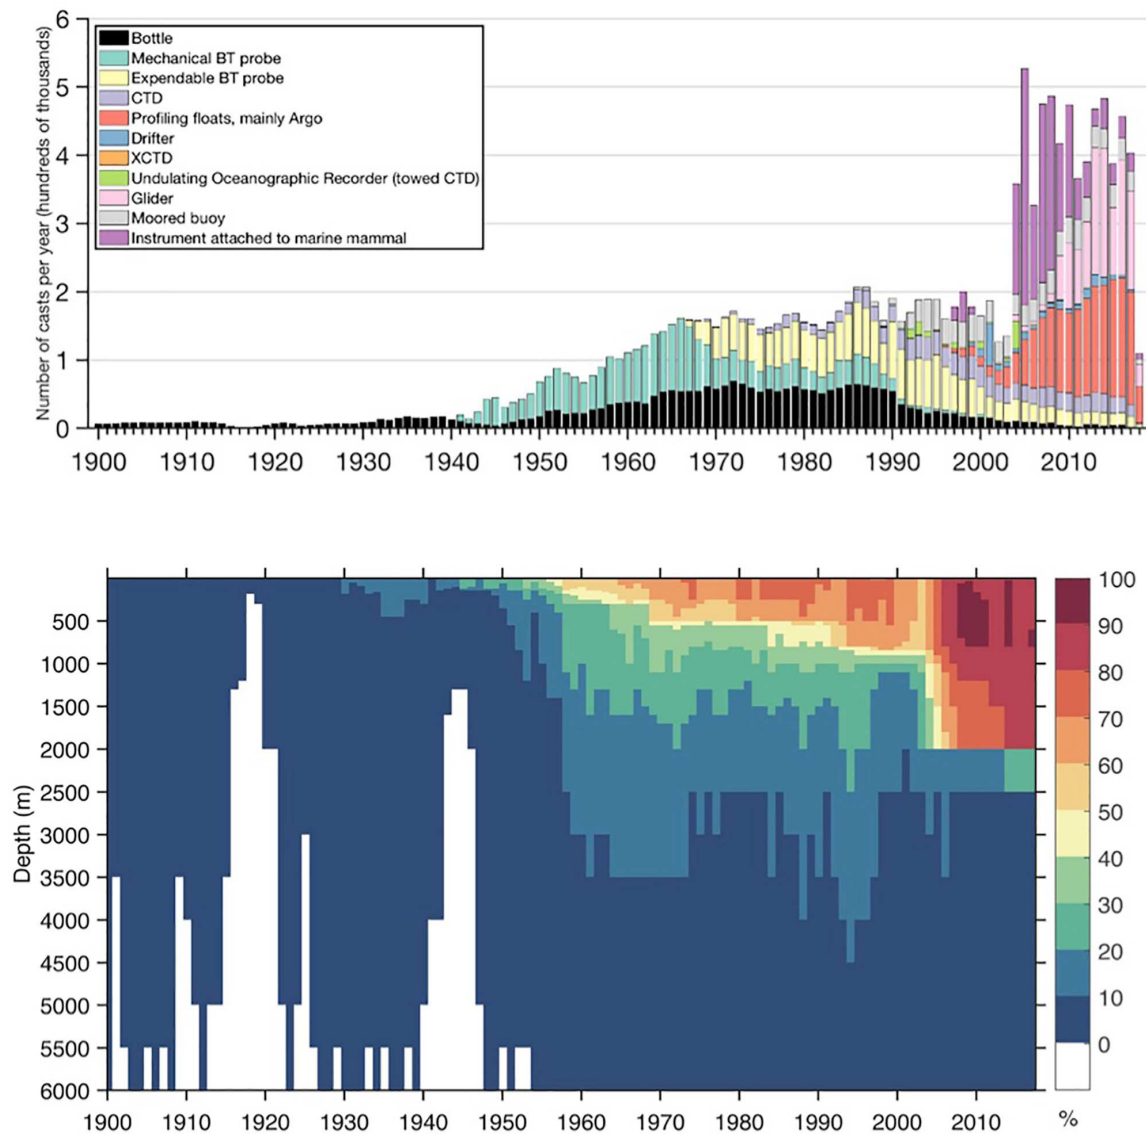 Number of casts per year (hundreds of thousands)
6
5
4
3
2
1
0
Bottle
Mechanical BT probe
Expendable BT probe
CTD
Profiling floats, mainly Argo
Drifter
XCTD
Undulating Oceanographic Recorder (towed CTD)
Glider
Moored buoy
Instrument attached to marine mammal
1900 1910 1920 1930 1940 1950 1960 1970 1980 1990 2000 2010
Depth (m)
500
1000
1500
2000
2500
3000
3500
4000
4500
5000
5500
6000
1900 1910 1920 1930 1940 1950 1960 1970 1980 1990 2000 2010
100
90
80
70
60
50
40
30
20
10
0
%